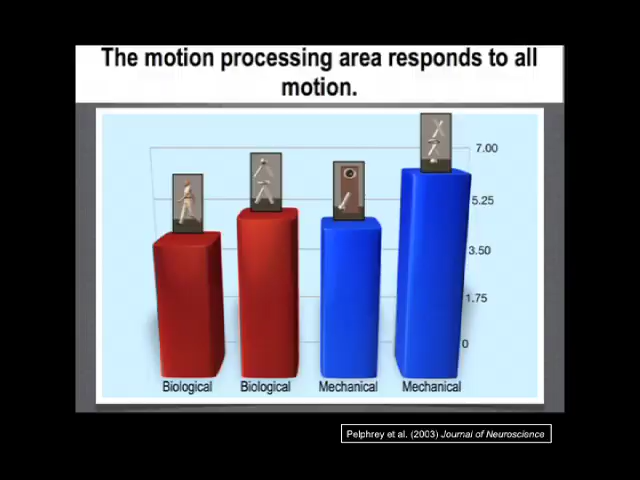 The motion processing area responds to all
motion.
7.00
5.25
3.50
1.75
0
Biological Biological Mechanical Mechanical
Pelphrey et al. (2003) Journal of Neuroscience